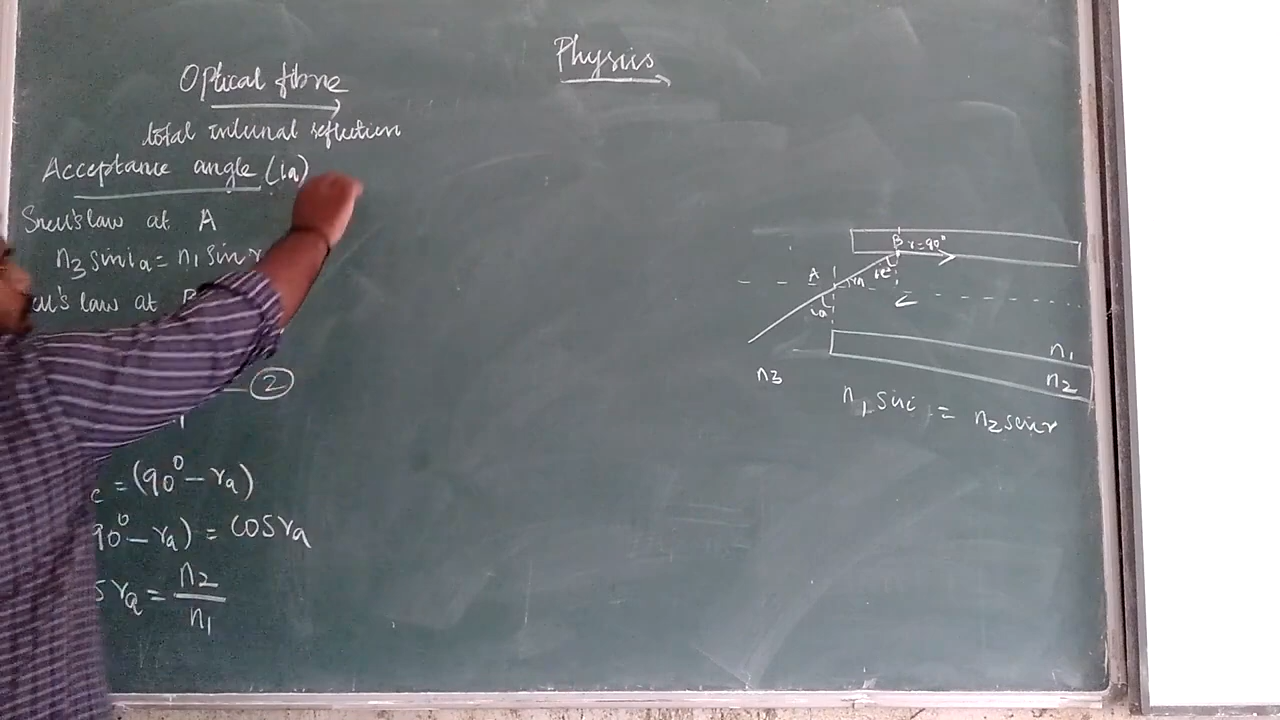 Physics
Optical fibre
total internal reflection
Acceptance angle (ia)
Snell's law at A
n3 sin ia = n1 sin r
law at
2
c = (90° - ra)
90° - ra) = cos ra
s ra = n2
n1
B r=90°
A ic ra
ia
n1
n3 n2
n1 sin i = n2 sin r